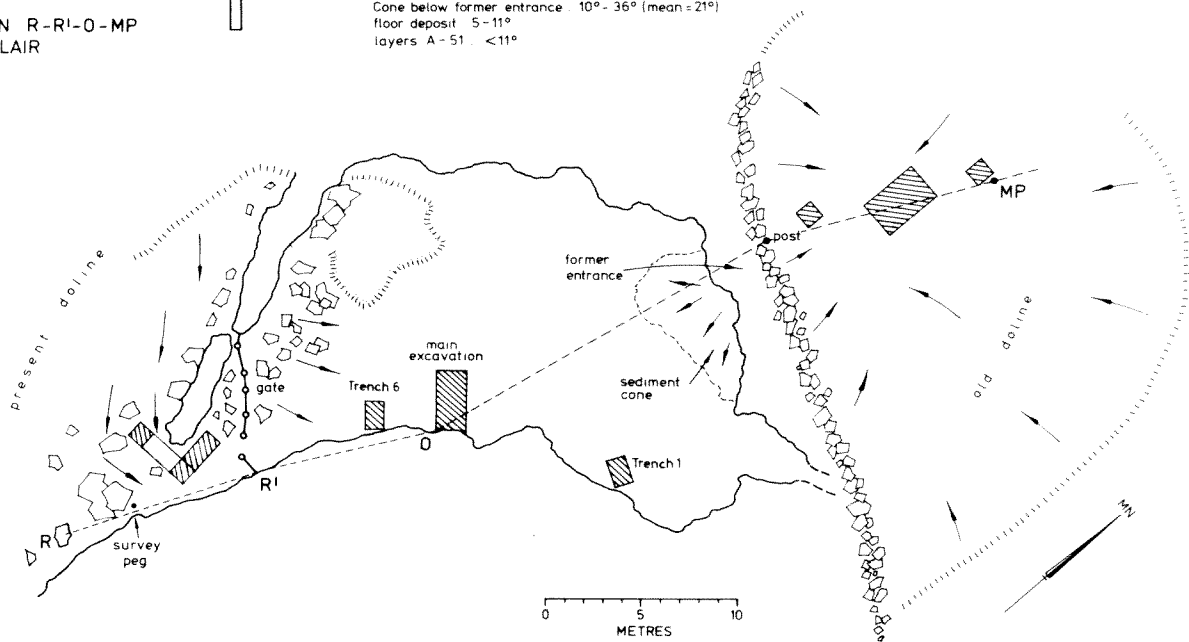 N R-R¹-O-MP
LAIR
Cone below former entrance . 10° - 36° (mean = 21°)
floor deposit 5 - 11°
layers A - 51 . <11°
MP
post
former
entrance
present doline
main
excavation
old doline
gate
Trench 6
sediment
cone
O
Trench 1
R¹
MN
R
survey
peg
0 5 10
METRES